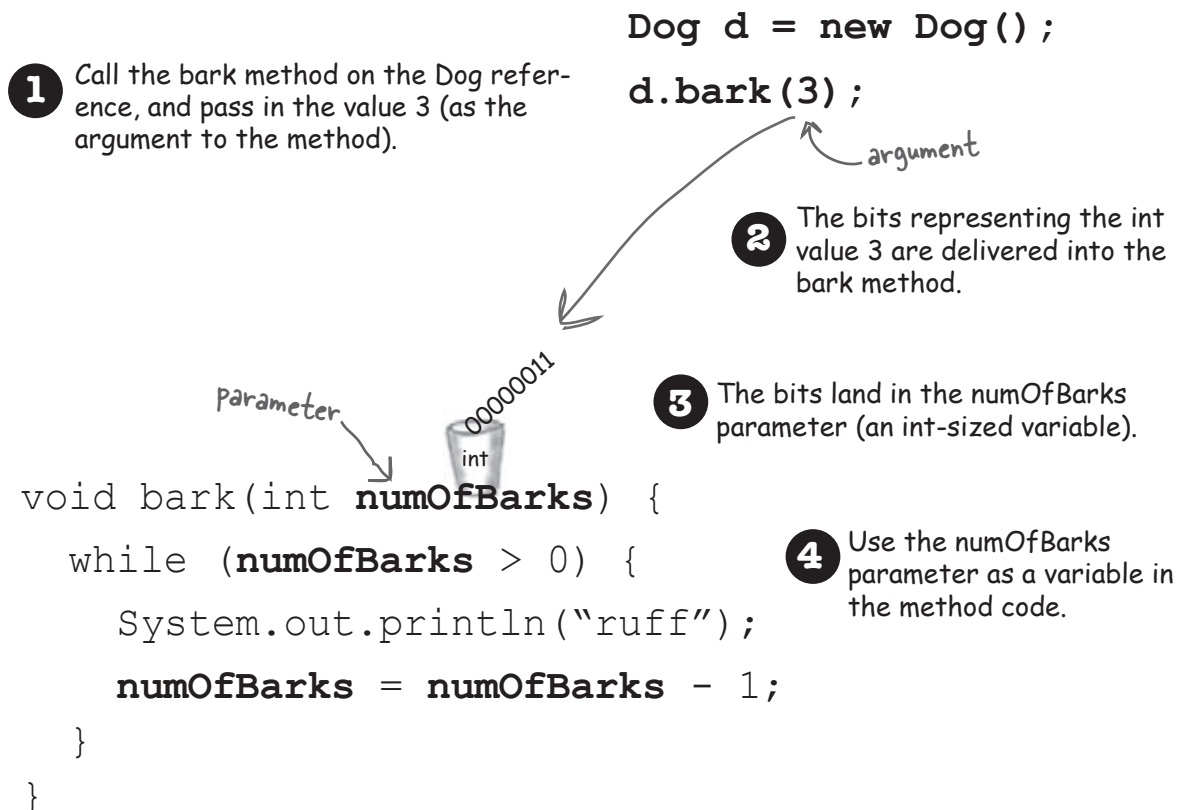 Dog d = new Dog();
d.bark(3);
1 Call the bark method on the Dog refer-
ence, and pass in the value 3 (as the
argument to the method).
argument
2 The bits representing the int
value 3 are delivered into the
bark method.
00000011
int
3 The bits land in the numOfBarks
parameter (an int-sized variable).
parameter
void bark(int numOfBarks) {
while (numOfBarks > 0) {
System.out.println(“ruff”);
numOfBarks = numOfBarks - 1;
}
}
4 Use the numOfBarks
parameter as a variable in
the method code.